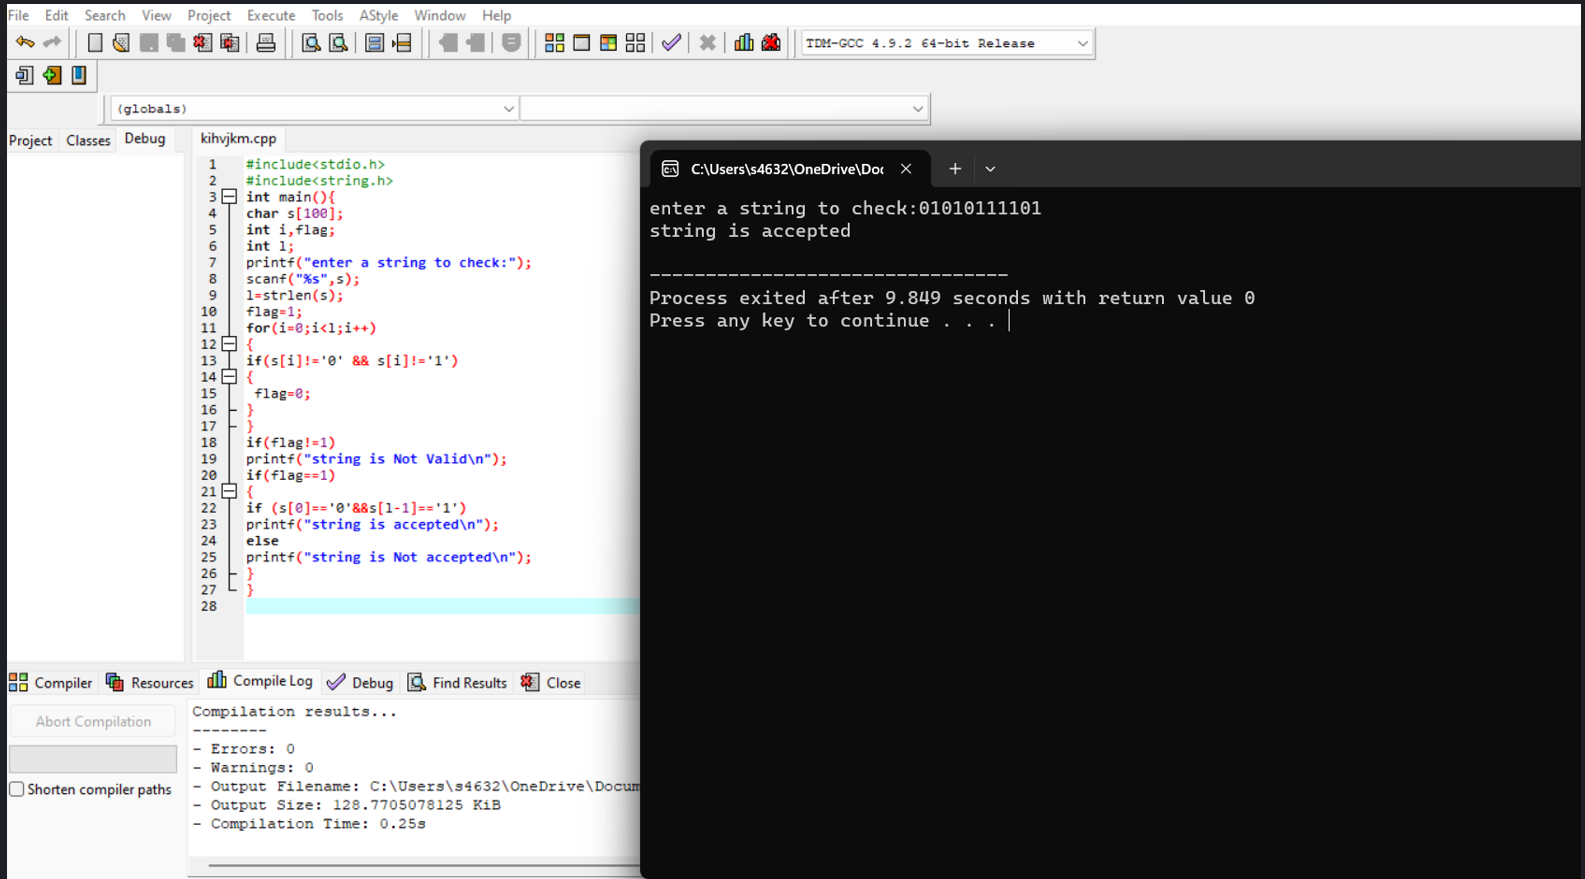 File Edit Search View Project Execute Tools AStyle Window Help
TDM-GCC 4.9.2 64-bit Release
(globals)
Project Classes Debug
kihvjkm.cpp
1 #include<stdio.h>
2 #include<string.h>
3 int main(){
4 char s[100];
5 int i,flag;
6 int l;
7 printf("enter a string to check:");
8 scanf("%s",s);
9 l=strlen(s);
10 flag=1;
11 for(i=0;i<l;i++)
12 {
13 if(s[i]!='0' && s[i]!='1')
14 {
15 flag=0;
16 }
17 }
18 if(flag!=1)
19 printf("string is Not Valid\n");
20 if(flag==1)
21 {
22 if (s[0]=='0'&&s[l-1]=='1')
23 printf("string is accepted\n");
24 else
25 printf("string is Not accepted\n");
26 }
27 }
28
C:\Users\s4632\OneDrive\Doc
enter a string to check:01010111101
string is accepted
--------------------------------
Process exited after 9.849 seconds with return value 0
Press any key to continue . . .
Compiler Resources Compile Log Debug Find Results Close
Abort Compilation
Shorten compiler paths
Compilation results...
--------
- Errors: 0
- Warnings: 0
- Output Filename: C:\Users\s4632\OneDrive\Docum
- Output Size: 128.7705078125 KiB
- Compilation Time: 0.25s